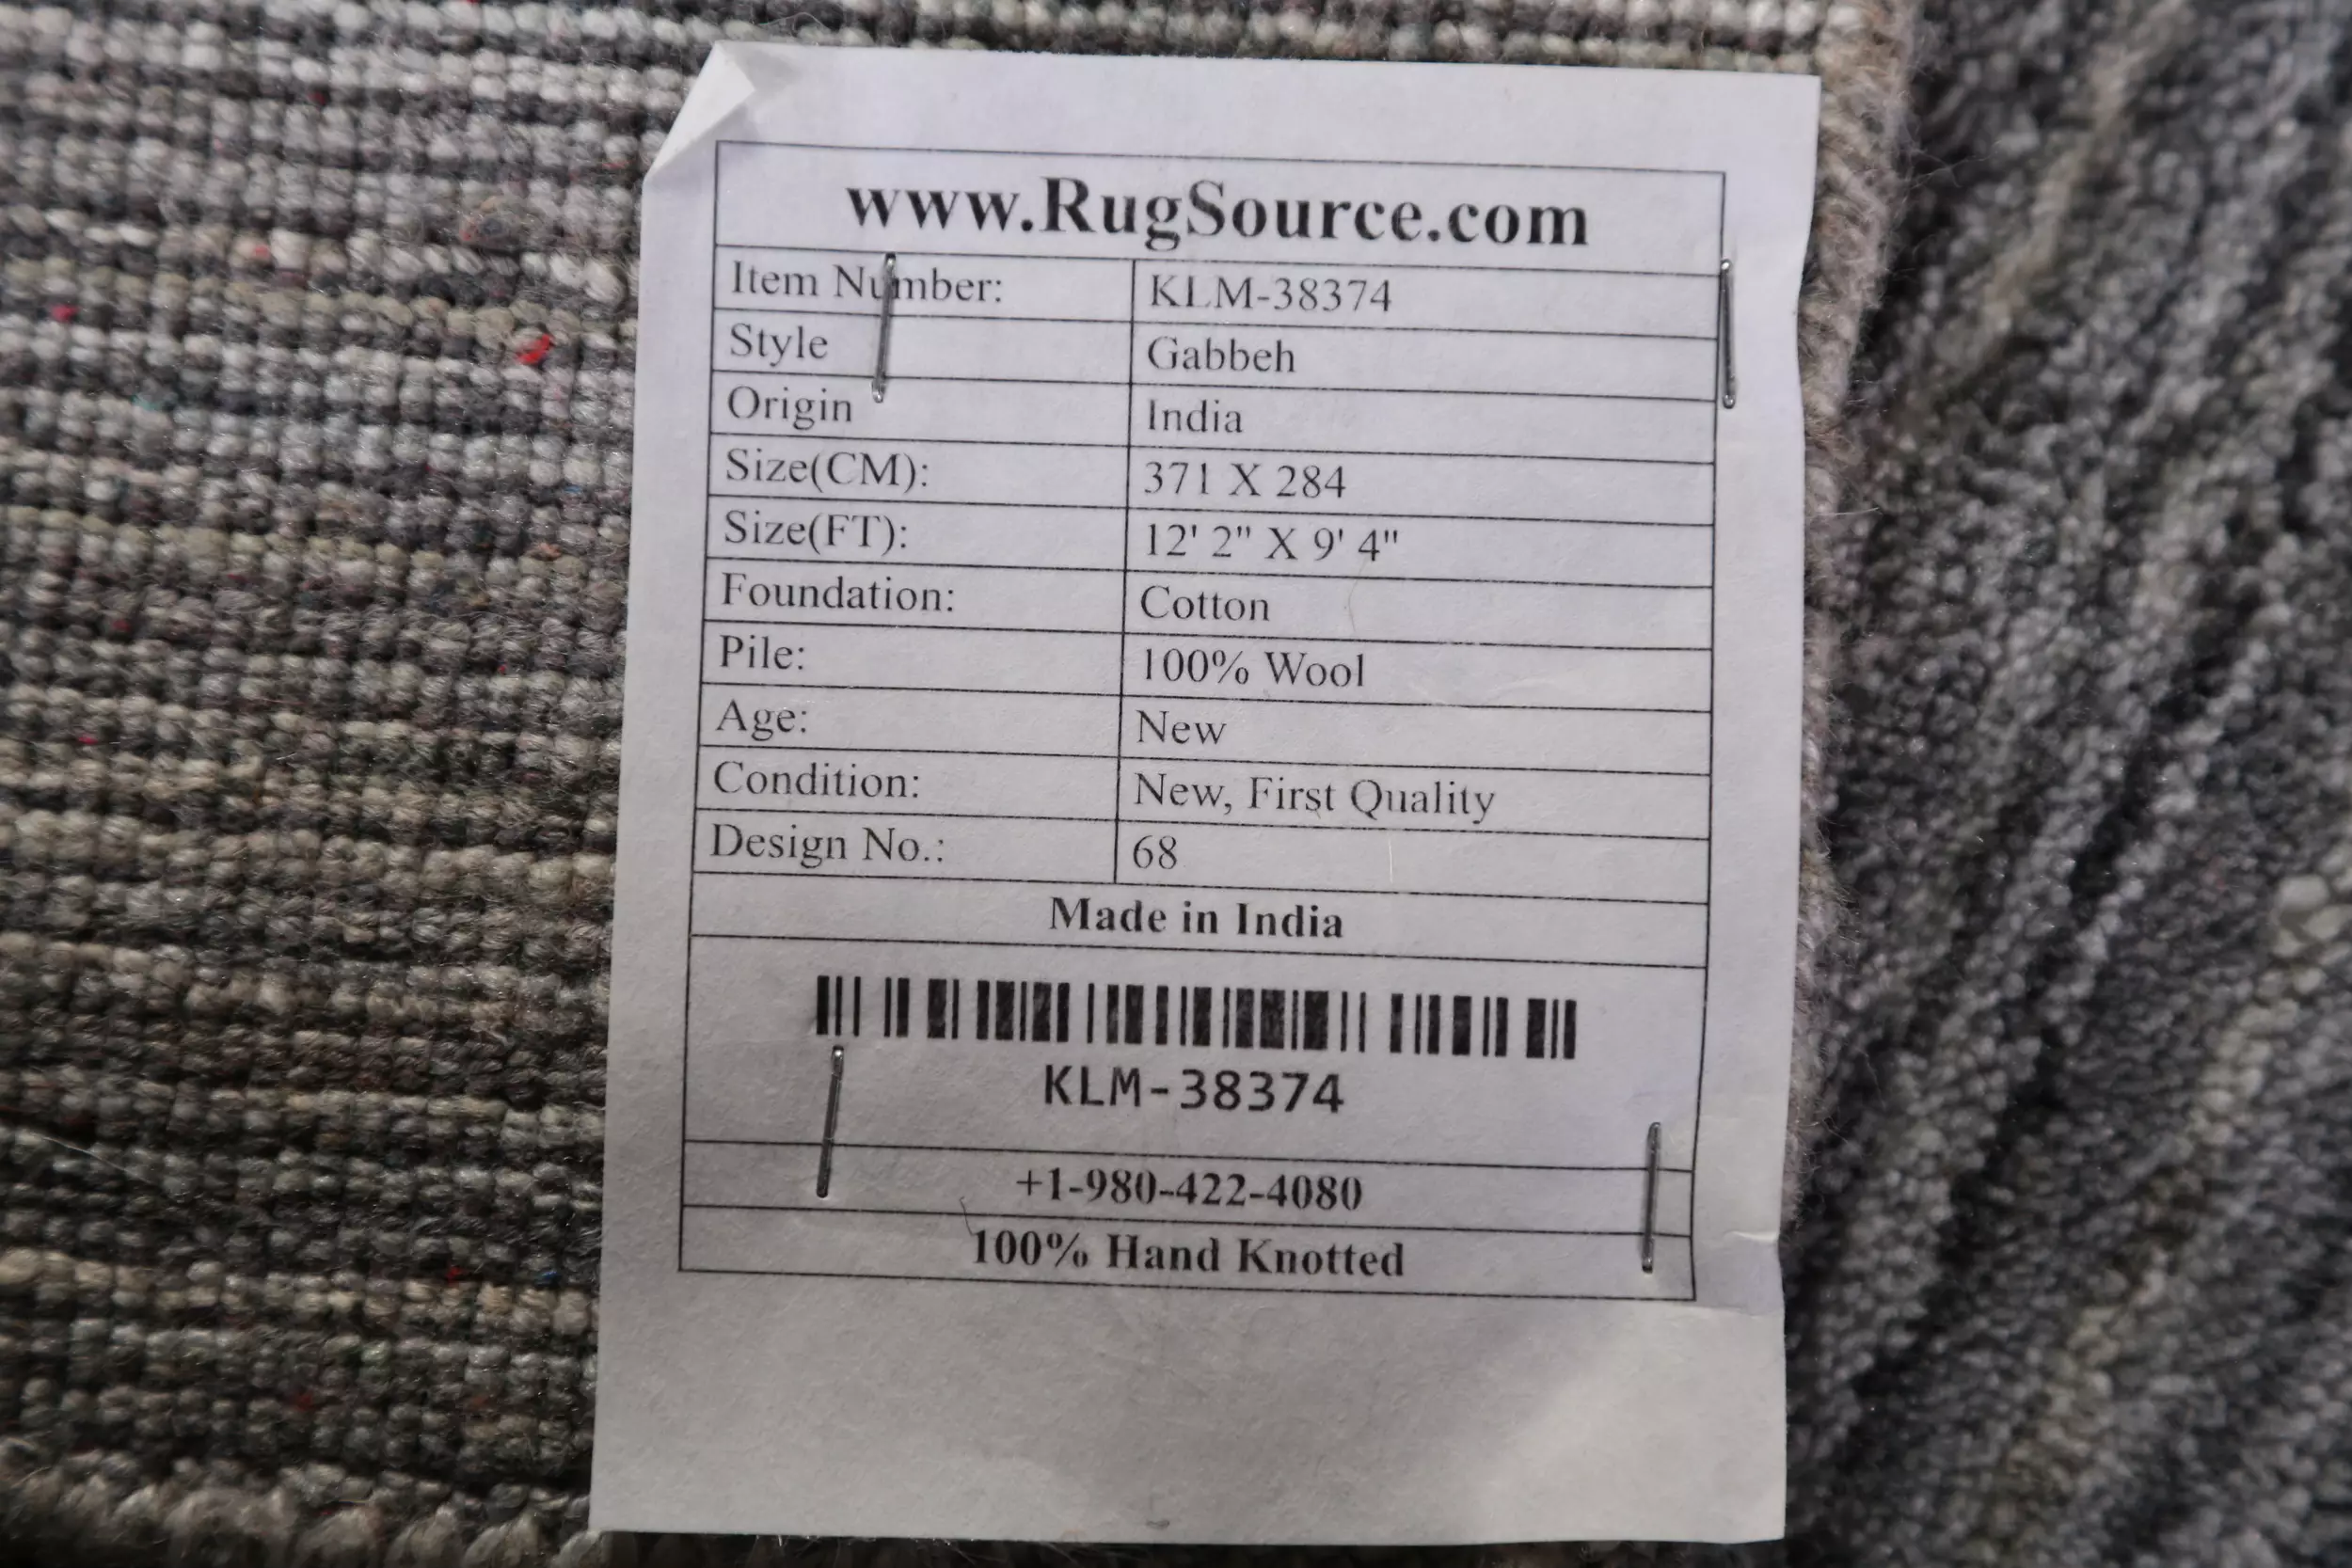 www.RugSource.com
Item Number: KLM-38374
Style Gabbeh
Origin India
Size(CM): 371 X 284
Size(FT): 12' 2" X 9' 4"
Foundation: Cotton
Pile: 100% Wool
Age: New
Condition: New, First Quality
Design No.: 68
Made in India
KLM-38374
+1-980-422-4080
100% Hand Knotted